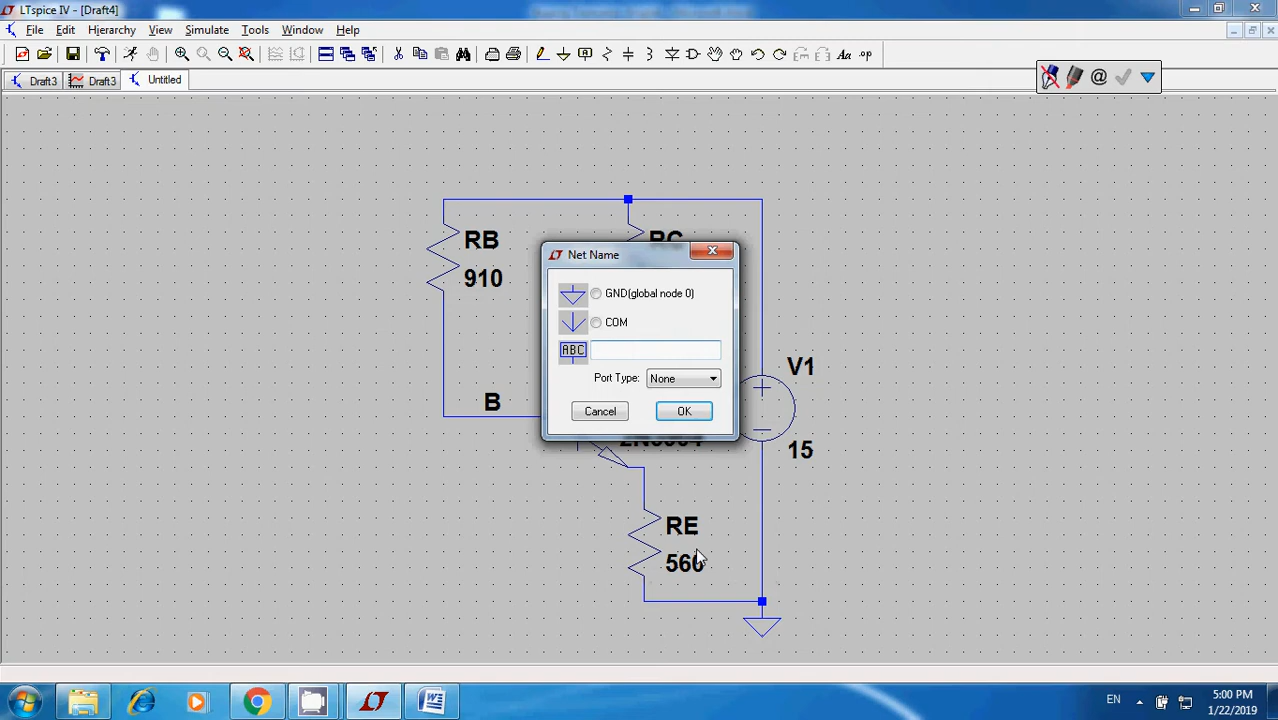 LTspice IV - [Draft4]
File Edit View Hierarchy View Simulate Tools Window Help
Draft3 Draft3 Untitled
RB
910
B
Net Name
GND(global node 0)
COM
ABC
Port Type: None
Cancel OK
V1
15
RE
560
EN 5:00 PM
1/22/2019